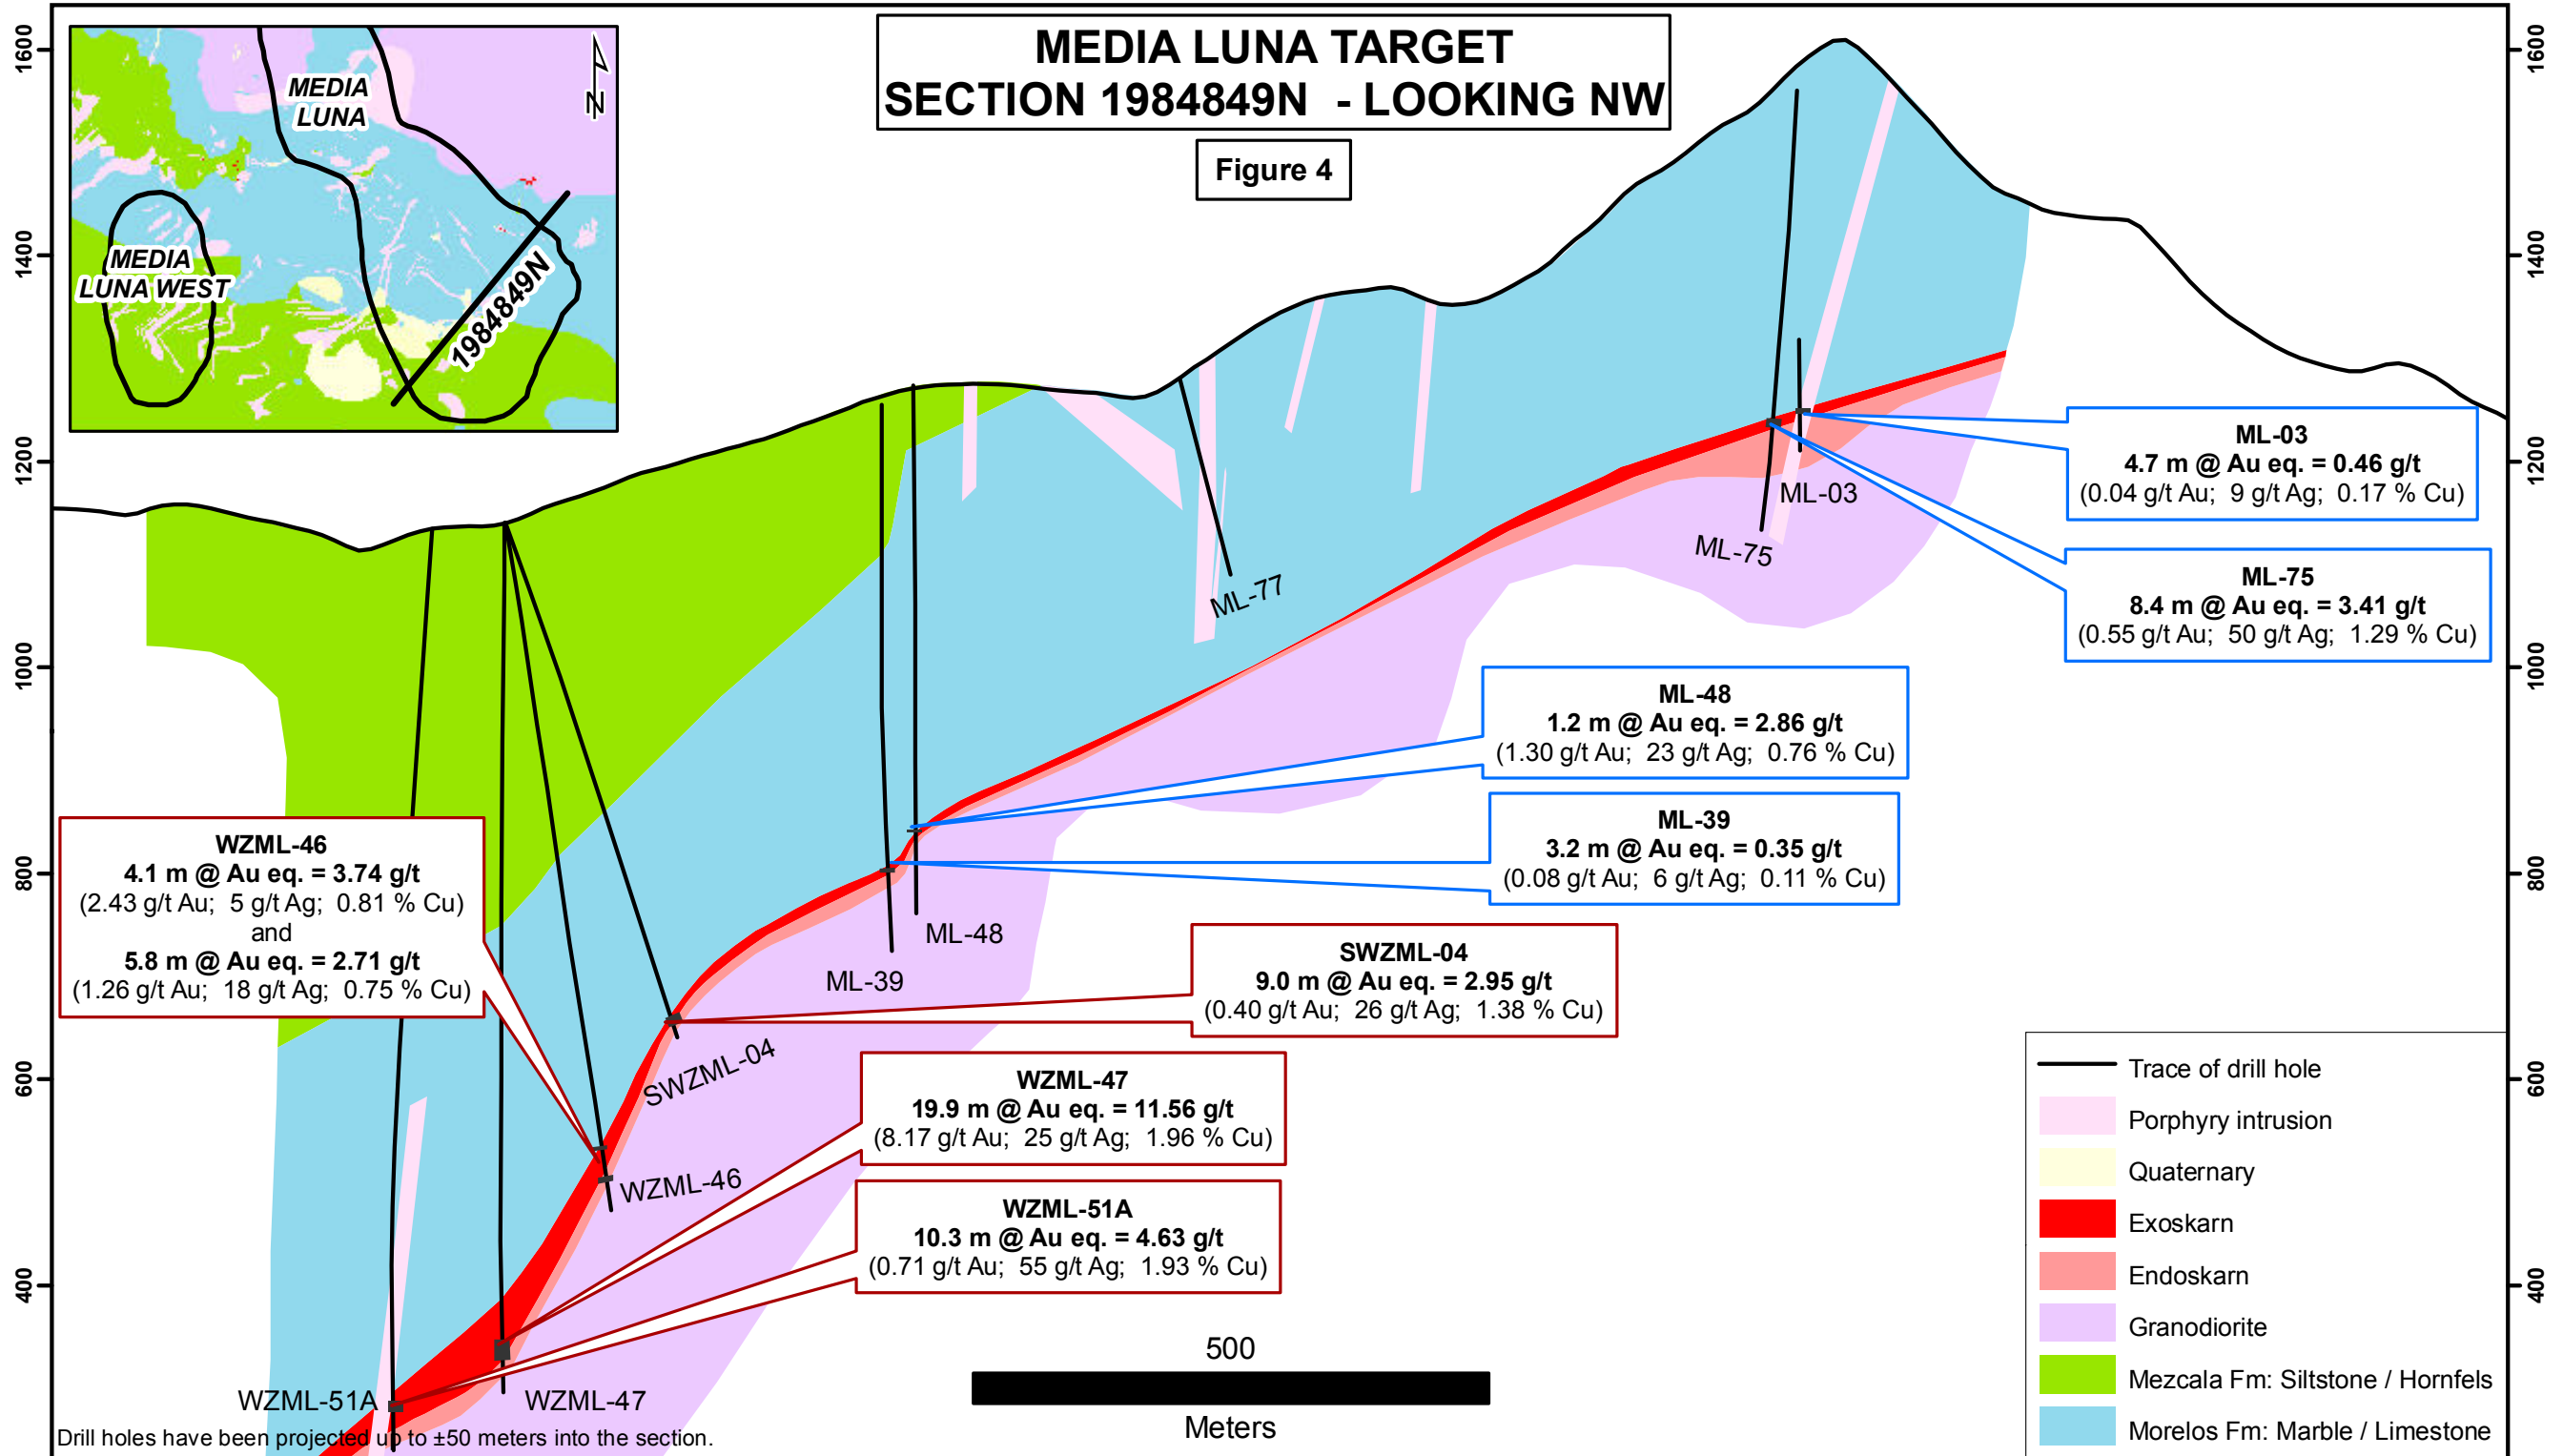 MEDIA LUNA TARGET
SECTION 1984849N - LOOKING NW
Figure 4
MEDIA
LUNA
N
MEDIA
LUNA WEST
1984849N
1600
1400
1200
1000
800
600
400
1600
1400
1200
1000
800
600
400
ML-03
4.7 m @ Au eq. = 0.46 g/t
(0.04 g/t Au; 9 g/t Ag; 0.17 % Cu)
ML-75
8.4 m @ Au eq. = 3.41 g/t
(0.55 g/t Au; 50 g/t Ag; 1.29 % Cu)
ML-48
1.2 m @ Au eq. = 2.86 g/t
(1.30 g/t Au; 23 g/t Ag; 0.76 % Cu)
ML-39
3.2 m @ Au eq. = 0.35 g/t
(0.08 g/t Au; 6 g/t Ag; 0.11 % Cu)
WZML-46
4.1 m @ Au eq. = 3.74 g/t
(2.43 g/t Au; 5 g/t Ag; 0.81 % Cu)
and
5.8 m @ Au eq. = 2.71 g/t
(1.26 g/t Au; 18 g/t Ag; 0.75 % Cu)
SWZML-04
9.0 m @ Au eq. = 2.95 g/t
(0.40 g/t Au; 26 g/t Ag; 1.38 % Cu)
WZML-47
19.9 m @ Au eq. = 11.56 g/t
(8.17 g/t Au; 25 g/t Ag; 1.96 % Cu)
WZML-51A
10.3 m @ Au eq. = 4.63 g/t
(0.71 g/t Au; 55 g/t Ag; 1.93 % Cu)
ML-03
ML-75
ML-77
ML-48
ML-39
SWZML-04
WZML-46
WZML-51A
WZML-47
500
Meters
Drill holes have been projected up to ±50 meters into the section.
Trace of drill hole
Porphyry intrusion
Quaternary
Exoskarn
Endoskarn
Granodiorite
Mezcala Fm: Siltstone / Hornfels
Morelos Fm: Marble / Limestone